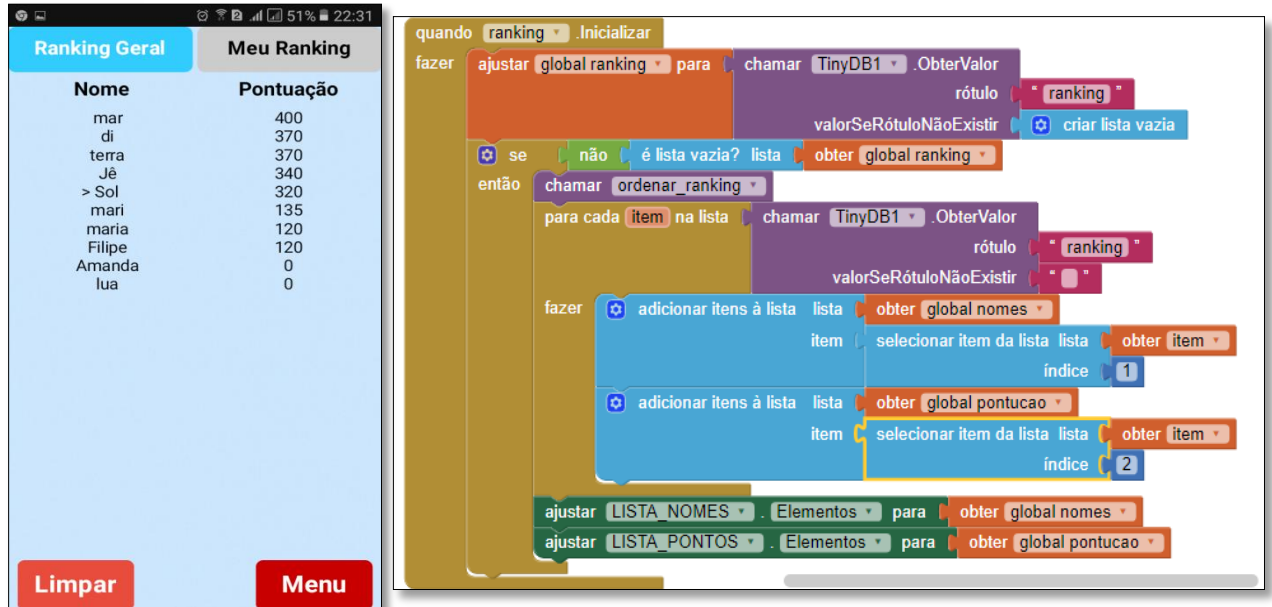 51% 22:31
Ranking Geral Meu Ranking
Nome Pontuação
mar 400
di 370
terra 370
Jê 340
> Sol 320
mari 135
maria 120
Filipe 120
Amanda 0
lua 0
Limpar Menu
quando ranking .Inicializar
fazer ajustar global ranking para chamar TinyDB1 .ObterValor
rótulo " ranking "
valorSeRótuloNãoExistir criar lista vazia
se não é lista vazia? lista obter global ranking
então chamar ordenar_ranking
para cada item na lista chamar TinyDB1 .ObterValor
rótulo " ranking "
valorSeRótuloNãoExistir " "
fazer adicionar itens à lista lista obter global nomes
item selecionar item da lista lista obter item
índice 1
adicionar itens à lista lista obter global pontucao
item selecionar item da lista lista obter item
índice 2
ajustar LISTA_NOMES . Elementos para obter global nomes
ajustar LISTA_PONTOS . Elementos para obter global pontucao